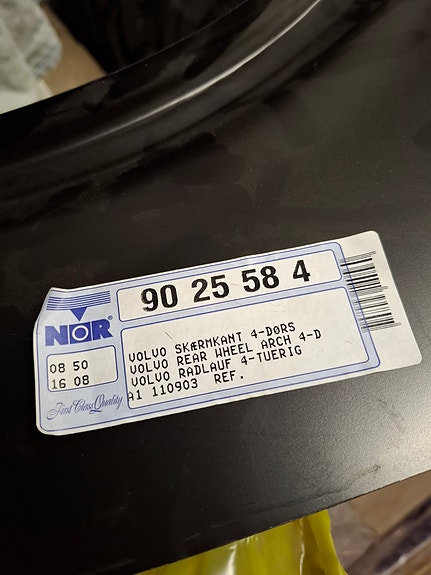 90 25 58 4
NOR
08 50
16 08
First Class Quality
VOLVO SKÆRMKANT 4-DØRS
VOLVO REAR WHEEL ARCH 4-D
VOLVO RADLAUF 4-TUERIG
A1 110903 REF.